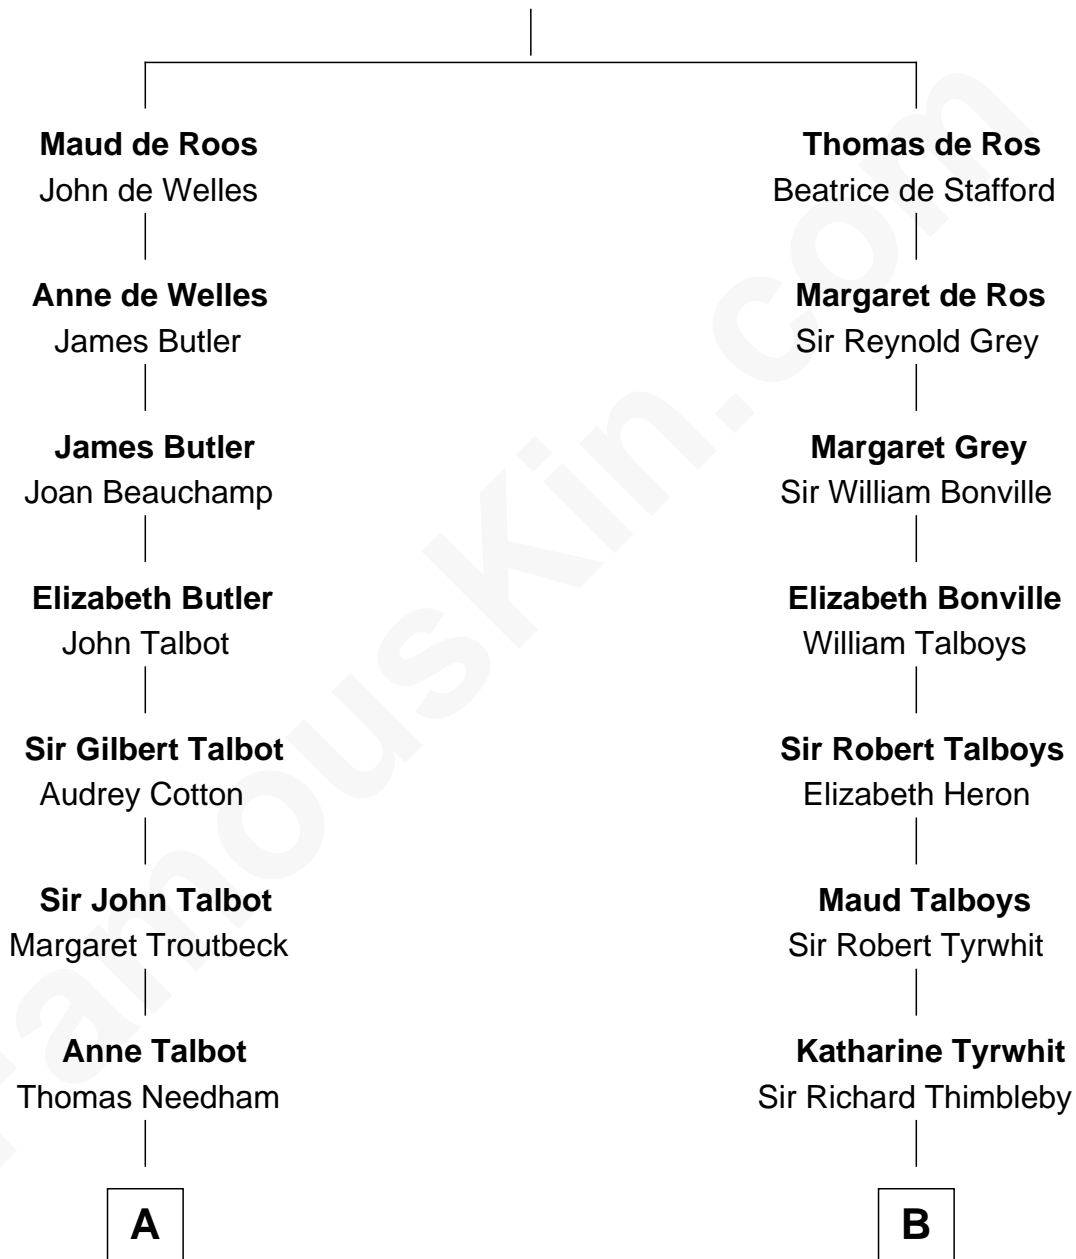 Maud de Roos
John de Welles
Thomas de Ros
Beatrice de Stafford
Anne de Welles
James Butler
Margaret de Ros
Sir Reynold Grey
James Butler
Joan Beauchamp
Margaret Grey
Sir William Bonville
Elizabeth Butler
John Talbot
Elizabeth Bonville
William Talboys
Sir Gilbert Talbot
Audrey Cotton
Sir Robert Talboys
Elizabeth Heron
Sir John Talbot
Margaret Troutbeck
Maud Talboys
Sir Robert Tyrwhit
Anne Talbot
Thomas Needham
Katharine Tyrwhit
Sir Richard Thimbleby
A
B
FamousKin.com